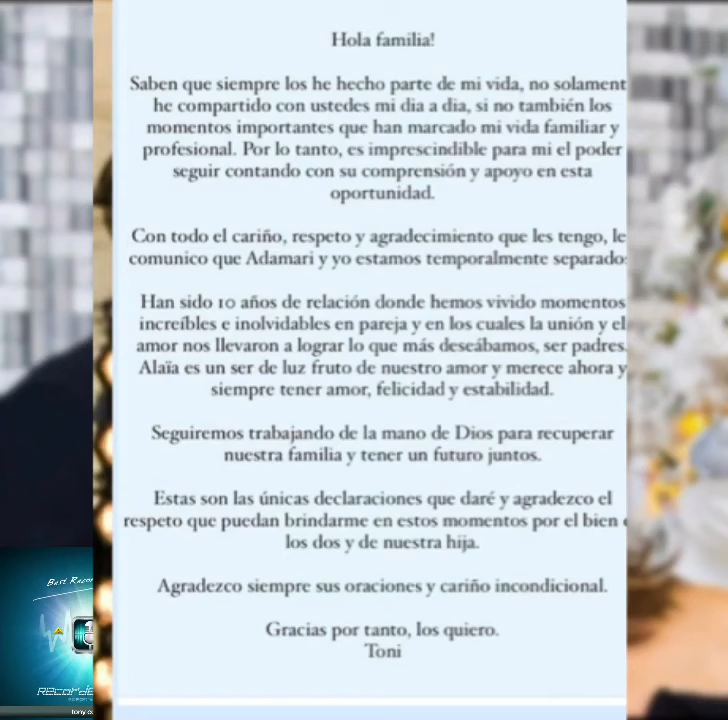 Hola familia!
Saben que siempre los he hecho parte de mi vida, no solament
he compartido con ustedes mi dia a dia, si no también los
momentos importantes que han marcado mi vida familiar y
profesional. Por lo tanto, es imprescindible para mi el poder
seguir contando con su comprensión y apoyo en esta
oportunidad.
Con todo el cariño, respeto y agradecimiento que les tengo, le
comunico que Adamari y yo estamos temporalmente separado
Han sido 10 años de relación donde hemos vivido momentos
increíbles e inolvidables en pareja y en los cuales la unión y el
amor nos llevaron a lograr lo que más deseábamos, ser padres.
Alaïa es un ser de luz fruto de nuestro amor y merece ahora y
siempre tener amor, felicidad y estabilidad.
Seguiremos trabajando de la mano de Dios para recuperar
nuestra familia y tener un futuro juntos.
Estas son las únicas declaraciones que daré y agradezco el
respeto que puedan brindarme en estos momentos por el bien
los dos y de nuestra hija.
Agradezco siempre sus oraciones y cariño incondicional.
Gracias por tanto, los quiero.
Toni
Best Recor
Recorde